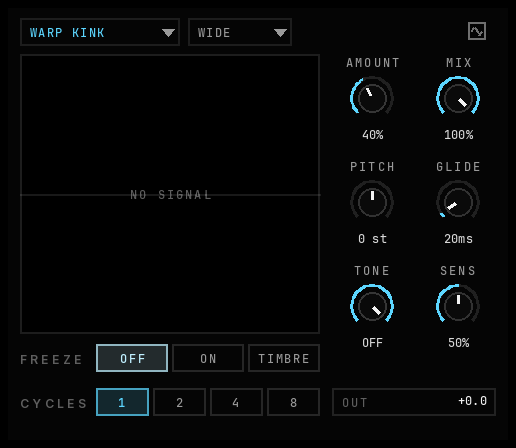 WARP KINK WIDE
AMOUNT MIX
40% 100%
PITCH GLIDE
0 st 20ms
NO SIGNAL
TONE SENS
OFF 50%
FREEZE OFF ON TIMBRE
CYCLES 1 2 4 8 OUT +0.0